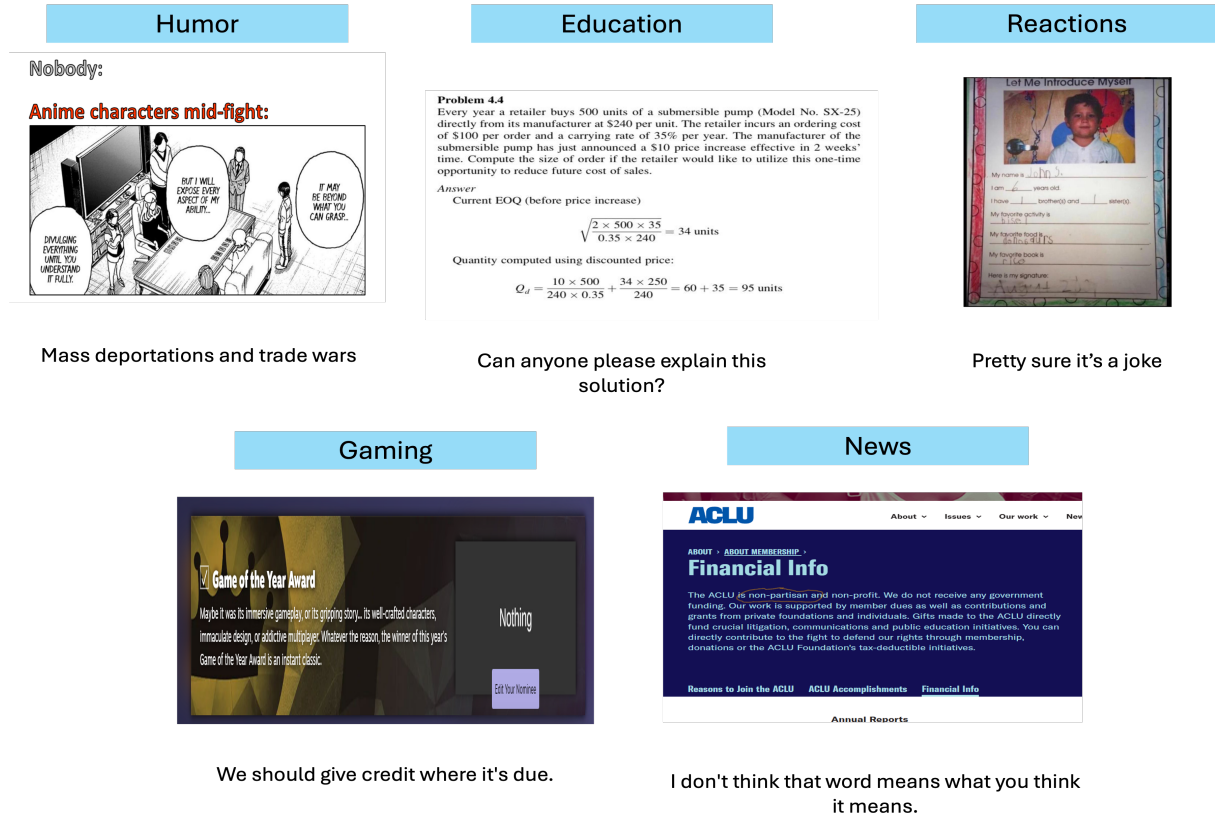 Humor
Nobody:
Anime characters mid-fight:
DIVULGING
EVERYTHING
UNTIL YOU
UNDERSTAND
IT FULLY.
BUT I WILL
EXPOSE EVERY
ASPECT OF MY
ABILITY...
IT MAY
BE BEYOND
WHAT YOU
CAN GRASP...
Mass deportations and trade wars
Education
Problem 4.4
Every year a retailer buys 500 units of a submersible pump (Model No. SX-25)
directly from its manufacturer at $240 per unit. The retailer incurs an ordering cost
of $100 per order and a carrying rate of 35% per year. The manufacturer of the
submersible pump has just announced a $10 price increase effective in 2 weeks'
time. Compute the size of order if the retailer would like to utilize this one-time
opportunity to reduce future cost of sales.
Answer
Current EOQ (before price increase)
√(2 × 500 × 35 / 0.35 × 240) = 34 units
Quantity computed using discounted price:
Qd = 10 × 500 / 240 × 0.35 + 34 × 250 / 240 = 60 + 35 = 95 units
Can anyone please explain this
solution?
Reactions
Let Me Introduce Myself
My name is John S.
I am 6 years old.
I have 1 brother(s) and 1 sister(s).
My favorite activity is
My favorite food is
My favorite book is
Here is my signature:
Pretty sure it's a joke
Gaming
Game of the Year Award
Maybe it was its immersive gameplay, or its gripping story... its well-crafted characters,
immaculate design, or addictive multiplayer. Whatever the reason, the winner of this year's
Game of the Year Award is an instant classic.
Nothing
Edit Your Nominee
We should give credit where it's due.
News
ACLU
About Issues Our work New
ABOUT › ABOUT MEMBERSHIP ›
Financial Info
The ACLU is non-partisan and non-profit. We do not receive any government
funding. Our work is supported by member dues as well as contributions and
grants from private foundations and individuals. Gifts made to the ACLU directly
fund crucial litigation, communications and public education initiatives. You can
directly contribute to the fight to defend our rights through membership,
donations or the ACLU Foundation's tax-deductible initiatives.
Reasons to Join the ACLU ACLU Accomplishments Financial Info
Annual Reports
I don't think that word means what you think
it means.